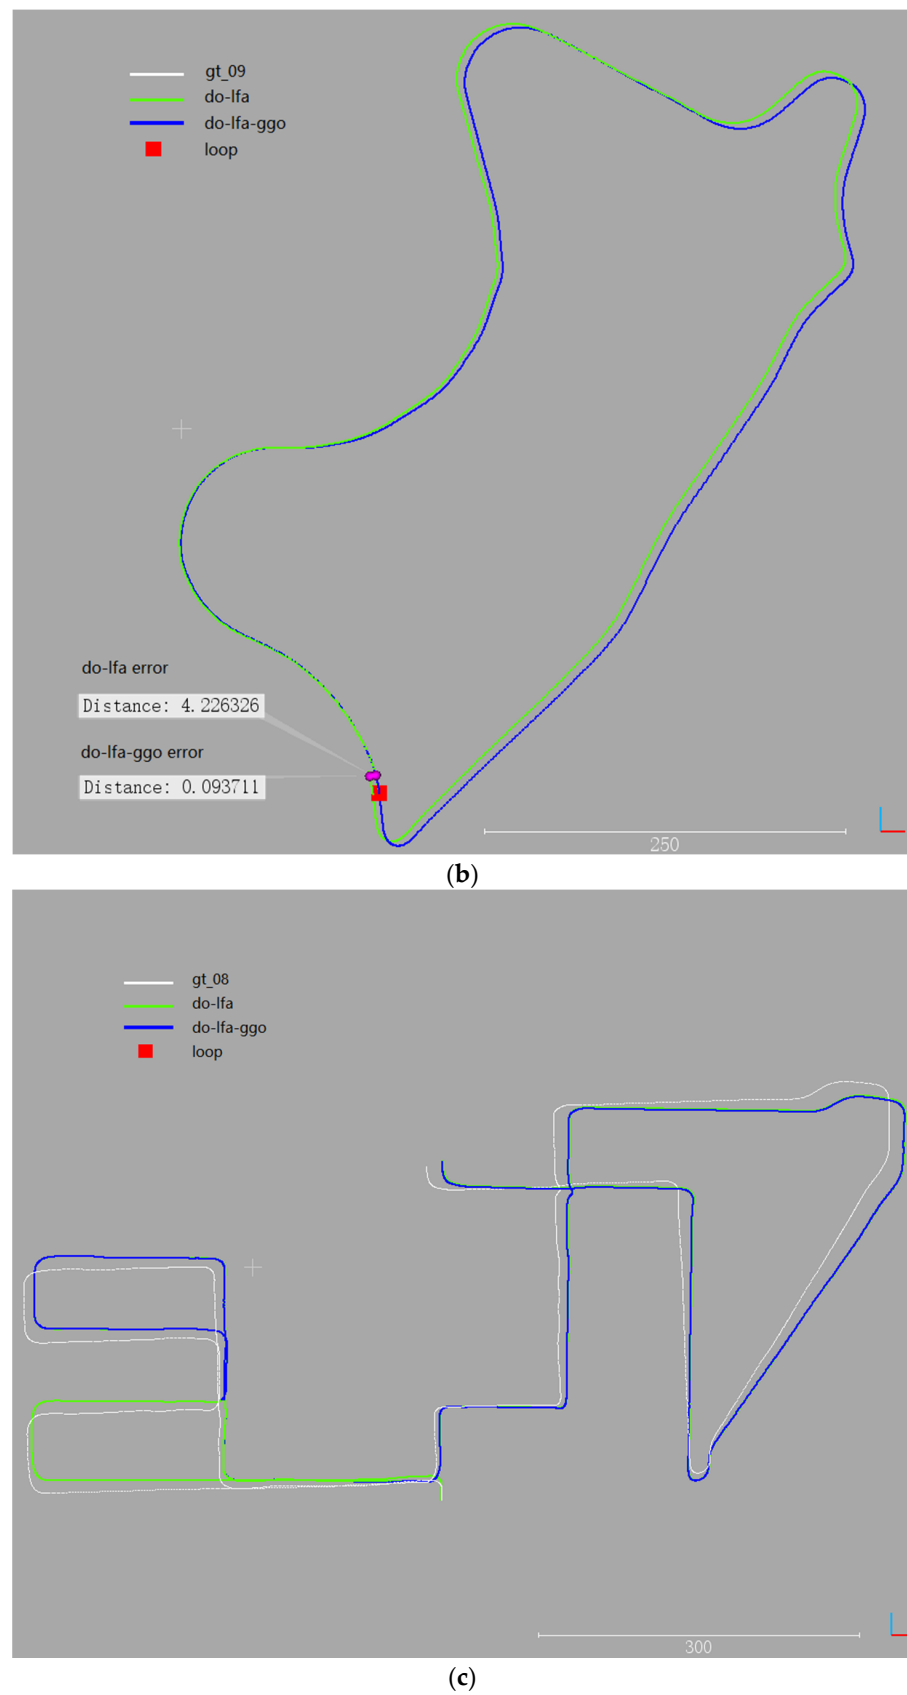 gt_09
do-lfa
do-lfa-ggo
loop
do-lfa error
Distance: 4.226326
do-lfa-ggo error
Distance: 0.093711
250
(b)
gt_08
do-lfa
do-lfa-ggo
loop
300
(c)